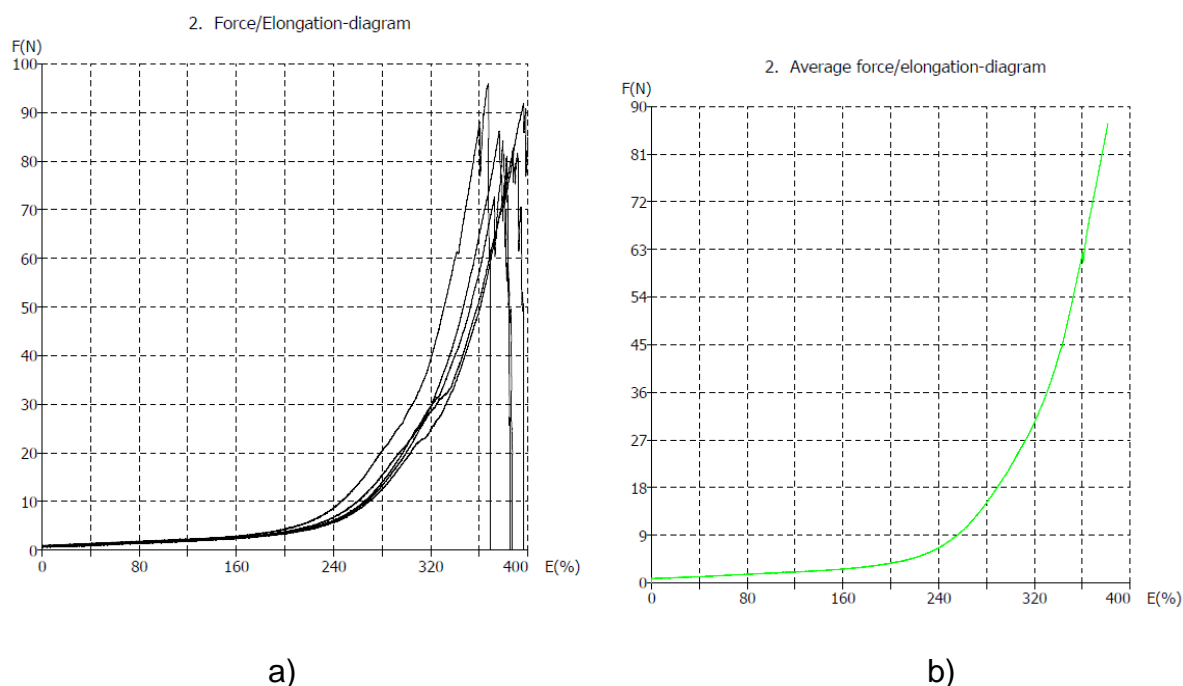 2. Force/Elongation-diagram
F(N)
100
90
80
70
60
50
40
30
20
10
0
0 80 160 240 320 400 E(%)
a)
2. Average force/elongation-diagram
F(N)
90
81
72
63
54
45
36
27
18
9
0
0 80 160 240 320 400 E(%)
b)